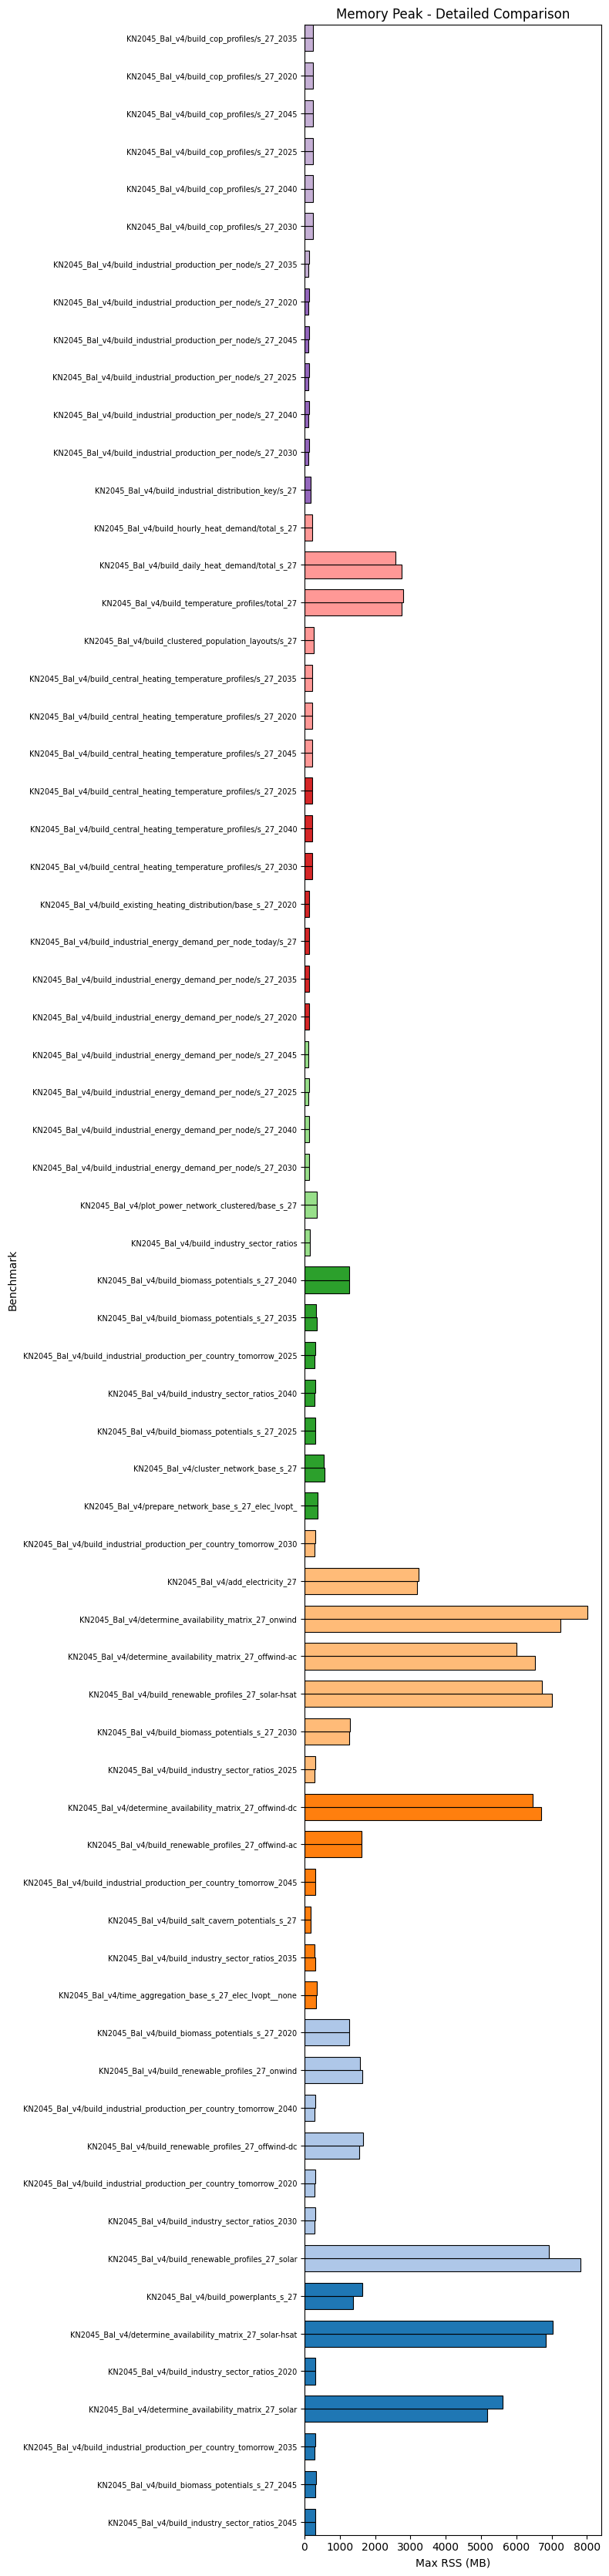 Memory Peak - Detailed Comparison
KN2045_Bal_v4/build_cop_profiles/s_27_2035
KN2045_Bal_v4/build_cop_profiles/s_27_2020
KN2045_Bal_v4/build_cop_profiles/s_27_2045
KN2045_Bal_v4/build_cop_profiles/s_27_2025
KN2045_Bal_v4/build_cop_profiles/s_27_2040
KN2045_Bal_v4/build_cop_profiles/s_27_2030
KN2045_Bal_v4/build_industrial_production_per_node/s_27_2035
KN2045_Bal_v4/build_industrial_production_per_node/s_27_2020
KN2045_Bal_v4/build_industrial_production_per_node/s_27_2045
KN2045_Bal_v4/build_industrial_production_per_node/s_27_2025
KN2045_Bal_v4/build_industrial_production_per_node/s_27_2040
KN2045_Bal_v4/build_industrial_production_per_node/s_27_2030
KN2045_Bal_v4/build_industrial_distribution_key/s_27
KN2045_Bal_v4/build_hourly_heat_demand/total_s_27
KN2045_Bal_v4/build_daily_heat_demand/total_s_27
KN2045_Bal_v4/build_temperature_profiles/total_27
KN2045_Bal_v4/build_clustered_population_layouts/s_27
KN2045_Bal_v4/build_central_heating_temperature_profiles/s_27_2035
KN2045_Bal_v4/build_central_heating_temperature_profiles/s_27_2020
KN2045_Bal_v4/build_central_heating_temperature_profiles/s_27_2045
KN2045_Bal_v4/build_central_heating_temperature_profiles/s_27_2025
KN2045_Bal_v4/build_central_heating_temperature_profiles/s_27_2040
KN2045_Bal_v4/build_central_heating_temperature_profiles/s_27_2030
KN2045_Bal_v4/build_existing_heating_distribution/base_s_27_2020
KN2045_Bal_v4/build_industrial_energy_demand_per_node_today/s_27
KN2045_Bal_v4/build_industrial_energy_demand_per_node/s_27_2035
KN2045_Bal_v4/build_industrial_energy_demand_per_node/s_27_2020
KN2045_Bal_v4/build_industrial_energy_demand_per_node/s_27_2045
KN2045_Bal_v4/build_industrial_energy_demand_per_node/s_27_2025
KN2045_Bal_v4/build_industrial_energy_demand_per_node/s_27_2040
KN2045_Bal_v4/build_industrial_energy_demand_per_node/s_27_2030
KN2045_Bal_v4/plot_power_network_clustered/base_s_27
KN2045_Bal_v4/build_industry_sector_ratios
KN2045_Bal_v4/build_biomass_potentials_s_27_2040
KN2045_Bal_v4/build_biomass_potentials_s_27_2035
KN2045_Bal_v4/build_industrial_production_per_country_tomorrow_2025
KN2045_Bal_v4/build_industry_sector_ratios_2040
KN2045_Bal_v4/build_biomass_potentials_s_27_2025
KN2045_Bal_v4/cluster_network_base_s_27
KN2045_Bal_v4/prepare_network_base_s_27_elec_lvopt_
KN2045_Bal_v4/build_industrial_production_per_country_tomorrow_2030
KN2045_Bal_v4/add_electricity_27
KN2045_Bal_v4/determine_availability_matrix_27_onwind
KN2045_Bal_v4/determine_availability_matrix_27_offwind-ac
KN2045_Bal_v4/build_renewable_profiles_27_solar-hsat
KN2045_Bal_v4/build_biomass_potentials_s_27_2030
KN2045_Bal_v4/build_industry_sector_ratios_2025
KN2045_Bal_v4/determine_availability_matrix_27_offwind-dc
KN2045_Bal_v4/build_renewable_profiles_27_offwind-ac
KN2045_Bal_v4/build_industrial_production_per_country_tomorrow_2045
KN2045_Bal_v4/build_salt_cavern_potentials_s_27
KN2045_Bal_v4/build_industry_sector_ratios_2035
KN2045_Bal_v4/time_aggregation_base_s_27_elec_lvopt__none
KN2045_Bal_v4/build_biomass_potentials_s_27_2020
KN2045_Bal_v4/build_renewable_profiles_27_onwind
KN2045_Bal_v4/build_industrial_production_per_country_tomorrow_2040
KN2045_Bal_v4/build_renewable_profiles_27_offwind-dc
KN2045_Bal_v4/build_industrial_production_per_country_tomorrow_2020
KN2045_Bal_v4/build_industry_sector_ratios_2030
KN2045_Bal_v4/build_renewable_profiles_27_solar
KN2045_Bal_v4/build_powerplants_s_27
KN2045_Bal_v4/determine_availability_matrix_27_solar-hsat
KN2045_Bal_v4/build_industry_sector_ratios_2020
KN2045_Bal_v4/determine_availability_matrix_27_solar
KN2045_Bal_v4/build_industrial_production_per_country_tomorrow_2035
KN2045_Bal_v4/build_biomass_potentials_s_27_2045
KN2045_Bal_v4/build_industry_sector_ratios_2045
Benchmark
0 1000 2000 3000 4000 5000 6000 7000 8000
Max RSS (MB)